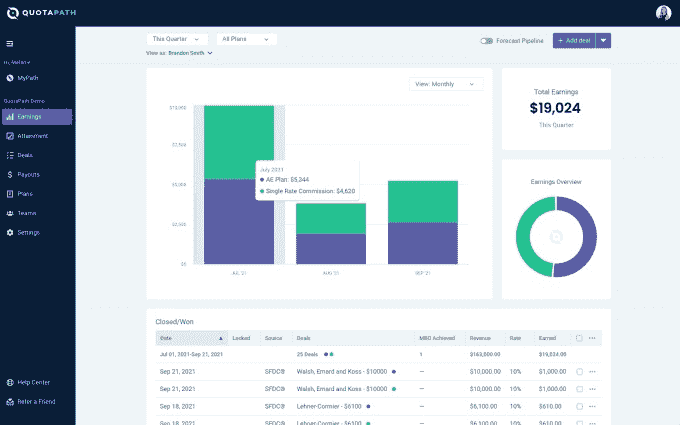 QUOTAPATH
This Quarter
All Plans
Forecast Pipeline
+ Add deal
View as: Brandon Smith
MyPath
QuotaPath Demo
Earnings
Attainment
Deals
Payouts
Plans
Teams
Settings
Help Center
Refer a Friend
View: Monthly
$10,000
$7,500
$5,000
$2,500
$0
July 2021
AE Plan: $5,344
Single Rate Commission: $4,620
JUL '21
AUG '21
SEP '21
Total Earnings
$19,024
This Quarter
Earnings Overview
Closed/Won
Date Locked Source Deals MBO Achieved Revenue Rate Earned
Jul 01, 2021-Sep 21, 2021 25 Deals 1 $19,024.00
Sep 21, 2021 SFDC Walsh, Emard and Koss - $10000 — $10,000.00 10% $1,000.00
Sep 21, 2021 SFDC Walsh, Emard and Koss - $10000 — $10,000.00 10% $1,000.00
Sep 18, 2021 SFDC Lehner-Cormier - $6100 — $6,100.00 10% $610.00
Sep 18, 2021 SFDC Lehner-Cormier - $6100 — $6,100.00 10% $610.00